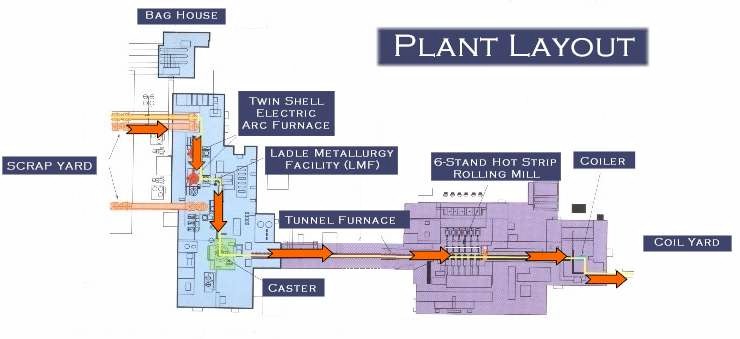 Bag House
Plant Layout
Twin Shell
Electric
Arc Furnace
Scrap Yard
Ladle Metallurgy
Facility (LMF)
6-Stand Hot Strip
Rolling Mill
Coiler
Tunnel Furnace
Coil Yard
Caster